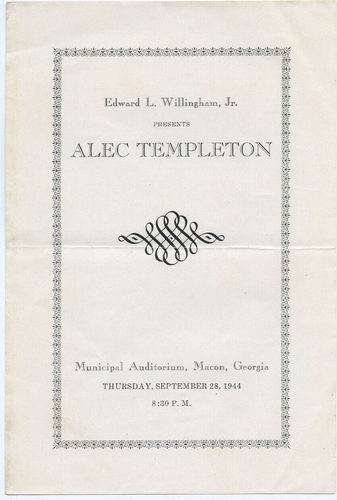 Edward L. Willingham, Jr.
PRESENTS
ALEC TEMPLETON
Municipal Auditorium, Macon, Georgia
THURSDAY, SEPTEMBER 28, 1944
8:30 P. M.